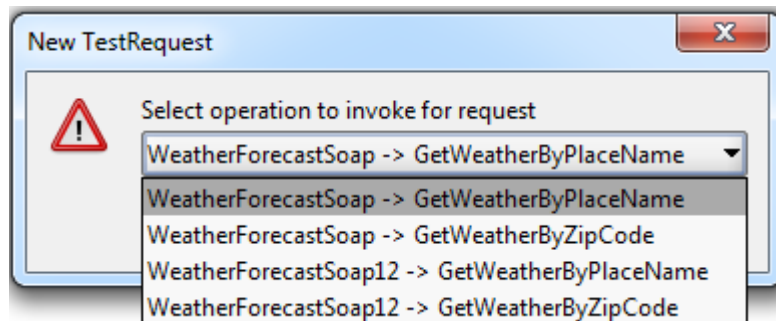 New TestRequest
Select operation to invoke for request
WeatherForecastSoap -> GetWeatherByPlaceName
WeatherForecastSoap -> GetWeatherByPlaceName
WeatherForecastSoap -> GetWeatherByZipCode
WeatherForecastSoap12 -> GetWeatherByPlaceName
WeatherForecastSoap12 -> GetWeatherByZipCode